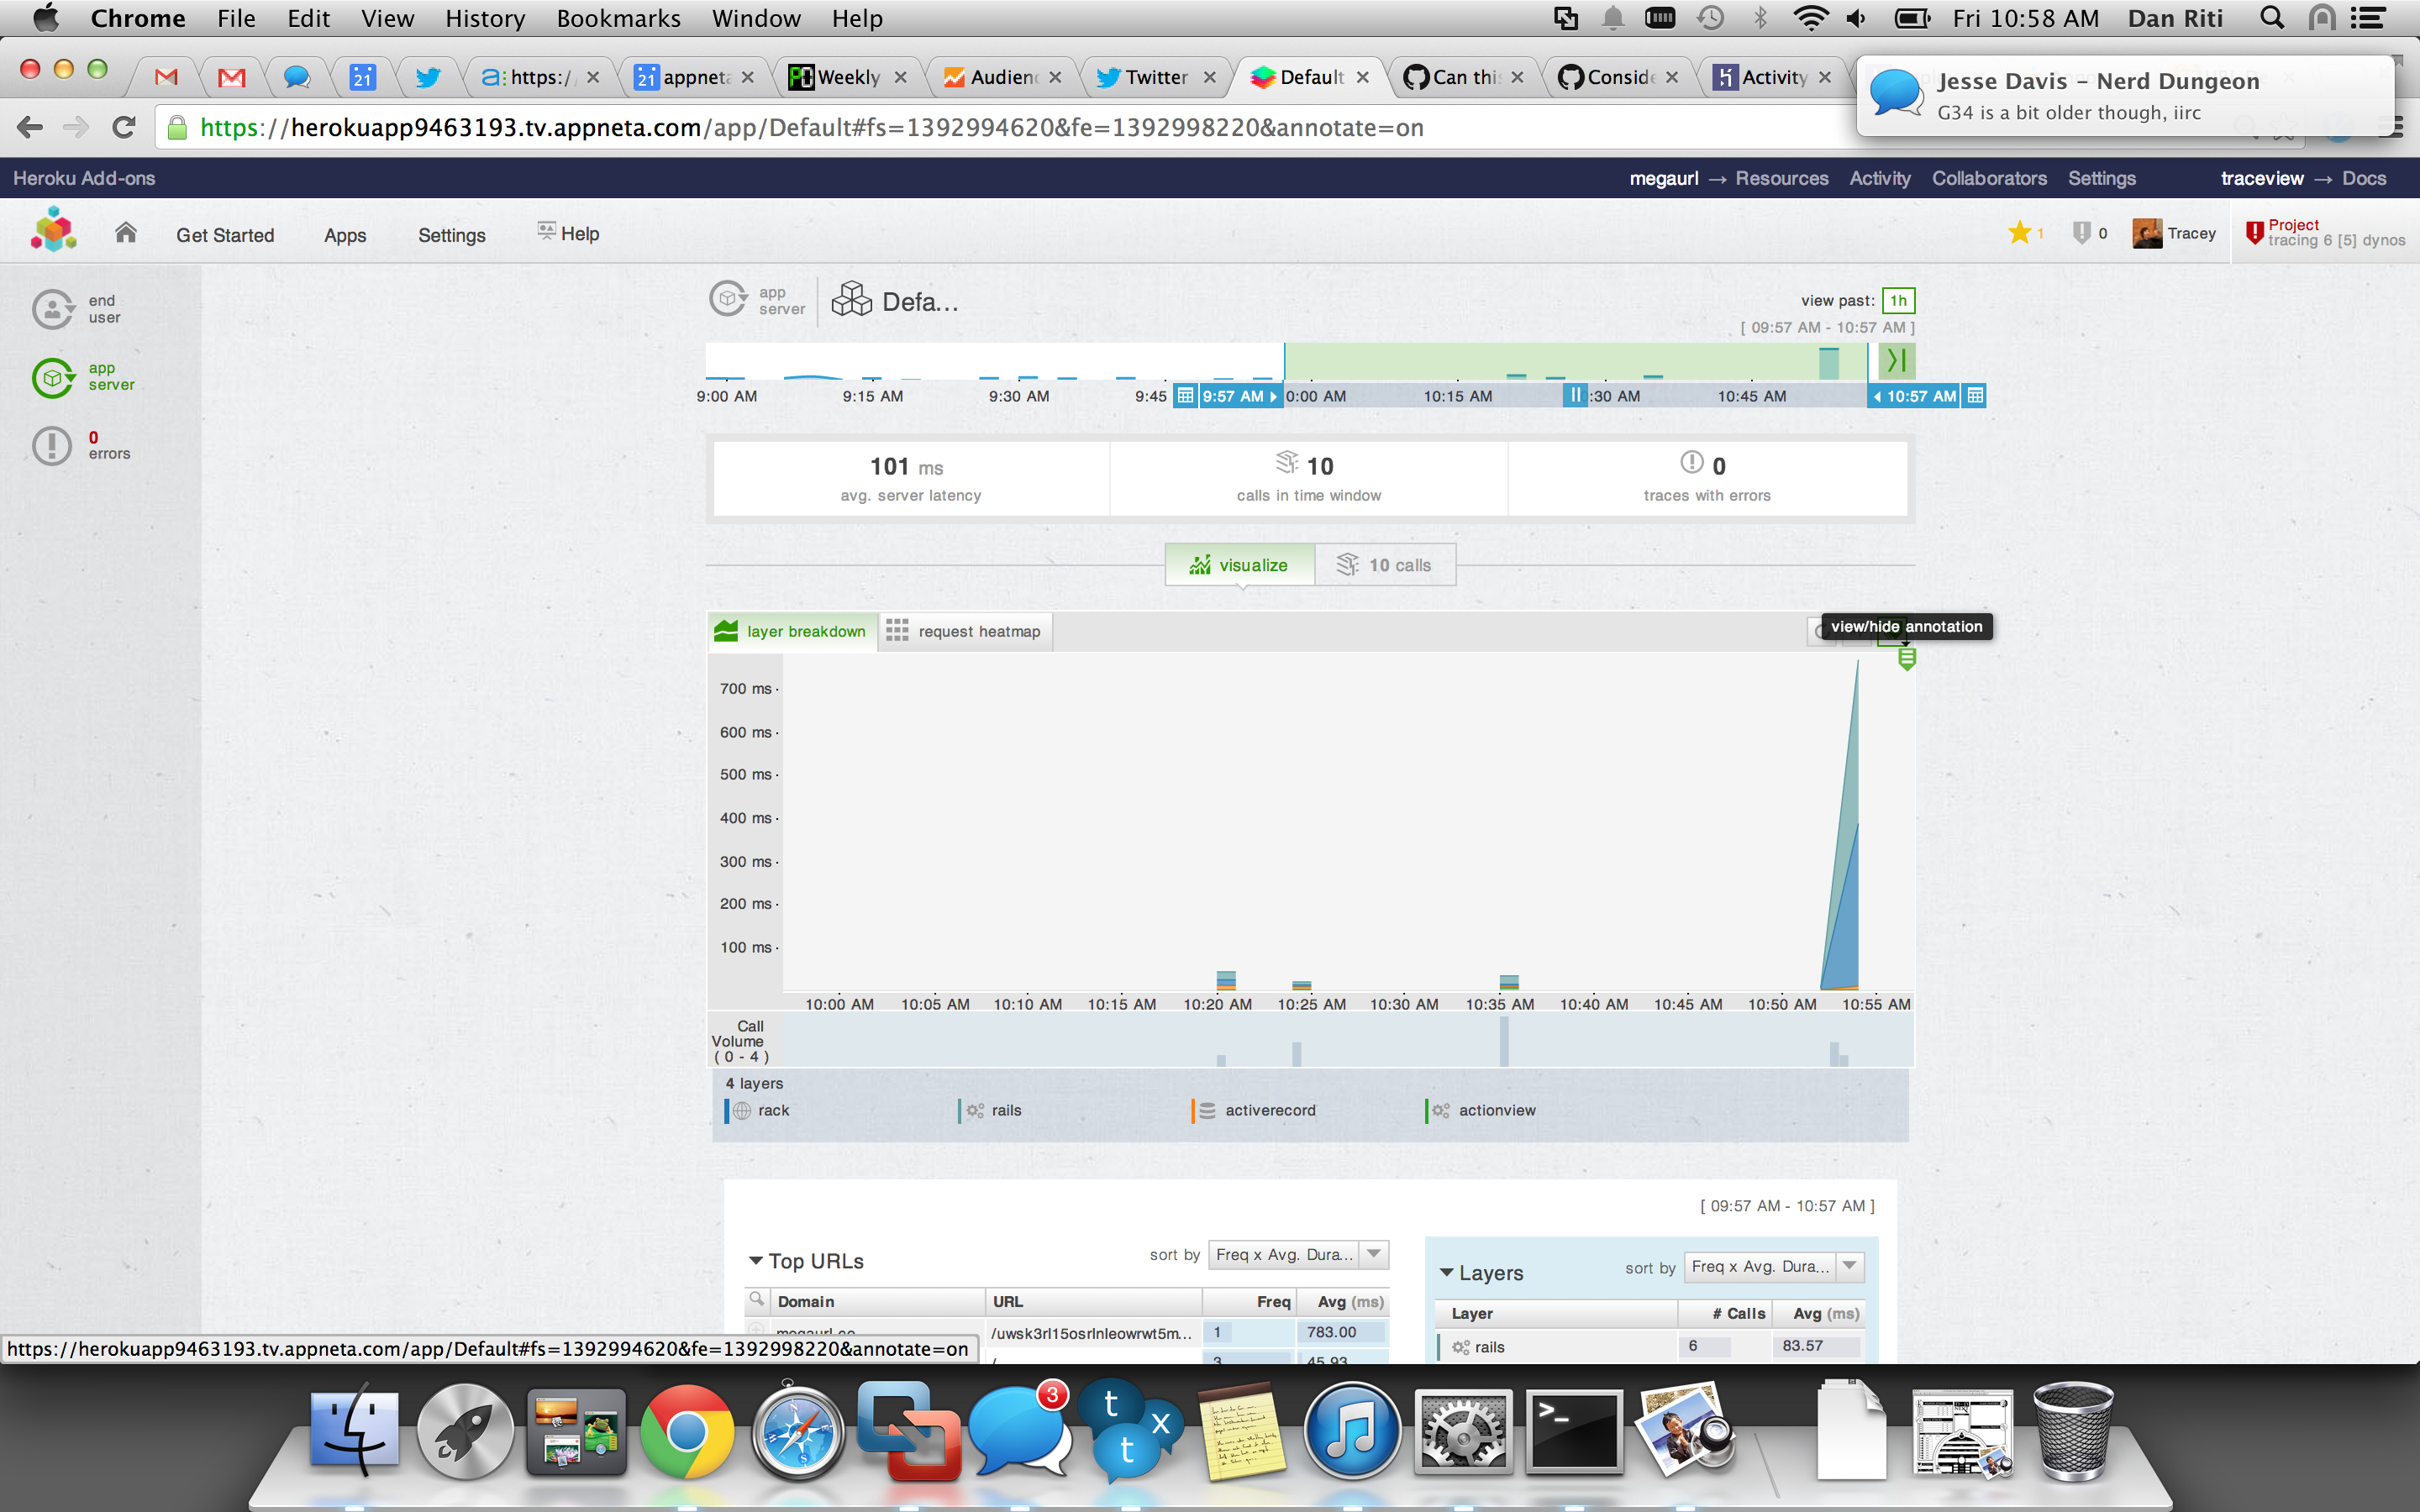 Chrome File Edit View History Bookmarks Window Help Fri 10:58 AM Dan Riti
21 https:/ 21 appneta Weekly Audien Twitter Default Can this Conside Activity
Jesse Davis – Nerd Dungeon
G34 is a bit older though, iirc
https://herokuapp9463193.tv.appneta.com/app/Default#fs=1392994620&fe=1392998220&annotate=on
Heroku Add-ons megaurl → Resources Activity Collaborators Settings traceview → Docs
Get Started Apps Settings Help 1 0 Tracey
Project
tracing 6 [5] dynos
end
user
app
server
0
errors
app
server
Defa...
view past: 1h
[ 09:57 AM - 10:57 AM ]
9:00 AM 9:15 AM 9:30 AM 9:45 9:57 AM 0:00 AM 10:15 AM :30 AM 10:45 AM 10:57 AM
101 ms 10 0
avg. server latency calls in time window traces with errors
visualize 10 calls
layer breakdown request heatmap view/hide annotation
700 ms
600 ms
500 ms
400 ms
300 ms
200 ms
100 ms
10:00 AM 10:05 AM 10:10 AM 10:15 AM 10:20 AM 10:25 AM 10:30 AM 10:35 AM 10:40 AM 10:45 AM 10:50 AM 10:55 AM
Call
Volume
( 0 - 4 )
4 layers
rack rails activerecord actionview
[ 09:57 AM - 10:57 AM ]
Top URLs sort by Freq x Avg. Dura...
Domain URL Freq Avg (ms)
/uwsk3rl15osrlnleowrwt5m... 1 783.00
/ 3 45.93
Layers sort by Freq x Avg. Dura...
Layer # Calls Avg (ms)
rails 6 83.57
https://herokuapp9463193.tv.appneta.com/app/Default#fs=1392994620&fe=1392998220&annotate=on
3
t
x
t
>_